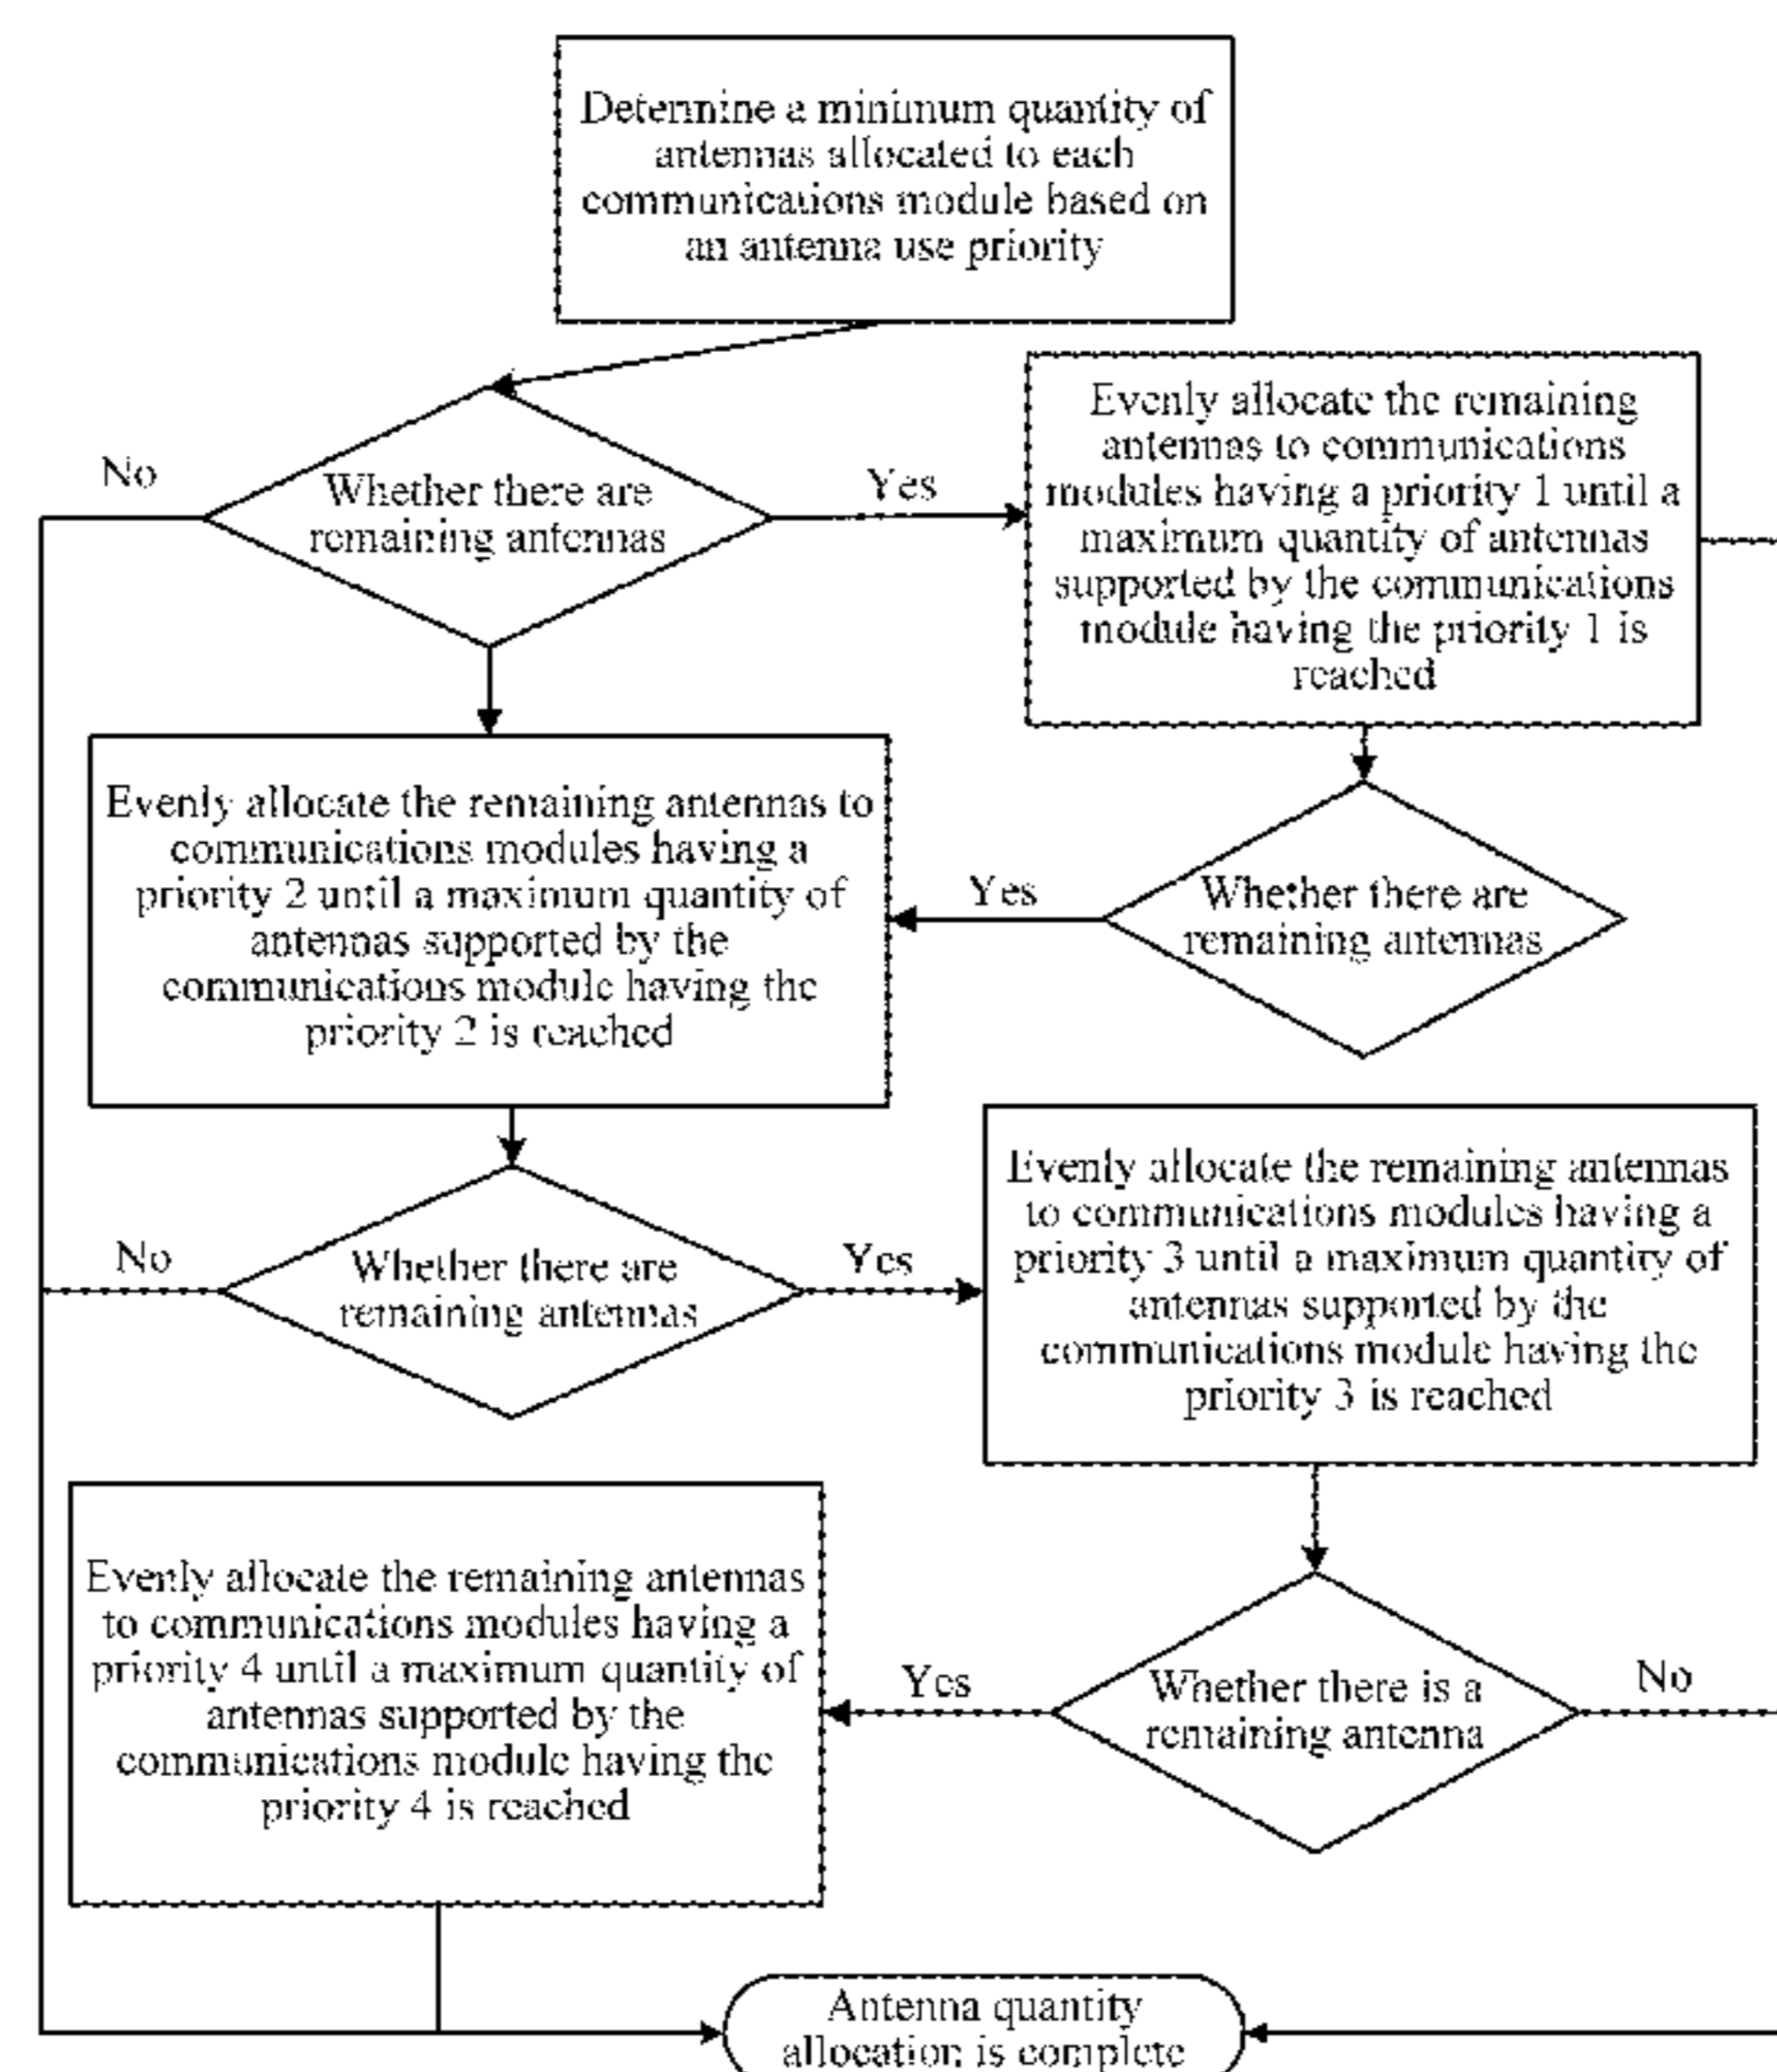 Determine a minimum quantity of
antennas allocated to each
communications module based on
an antenna use priority
No
Whether there are
remaining antennas
Yes
Evenly allocate the remaining
antennas to communications
modules having a priority 1 until a
maximum quantity of antennas
supported by the communications
module having the priority 1 is
reached
Evenly allocate the remaining antennas to
communications modules having a
priority 2 until a maximum quantity of
antennas supported by the
communications module having the
priority 2 is reached
Yes
Whether there are
remaining antennas
No
Whether there are
remaining antennas
Yes
Evenly allocate the remaining antennas
to communications modules having a
priority 3 until a maximum quantity of
antennas supported by the
communications module having the
priority 3 is reached
Evenly allocate the remaining antennas
to communications modules having a
priority 4 until a maximum quantity of
antennas supported by the
communications module having the
priority 4 is reached
Yes
Whether there is a
remaining antenna
No
Antenna quantity
allocation is complete